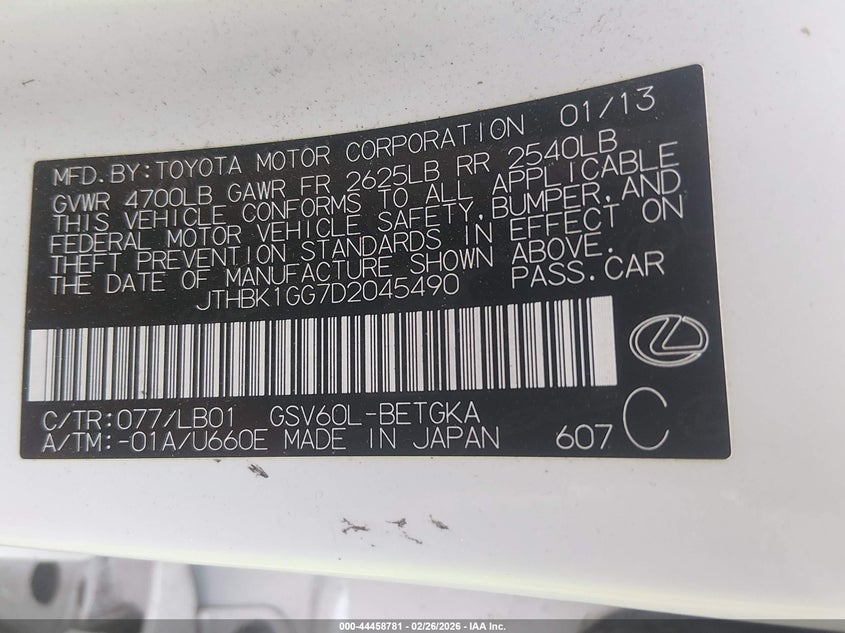 MFD.BY:TOYOTA MOTOR CORPORATION 01/13
GVWR 4700LB GAWR FR 2625LB RR 2540LB
THIS VEHICLE CONFORMS TO ALL APPLICABLE
FEDERAL MOTOR VEHICLE SAFETY,BUMPER,AND
THEFT PREVENTION STANDARDS IN EFFECT ON
THE DATE OF MANUFACTURE SHOWN ABOVE.
JTHBK1GG7D2045490 PASS.CAR
C/TR:077/LB01 GSV60L-BETGKA
A/TM:-01A/U660E MADE IN JAPAN 607 C
000-44458781 - 02/26/2026 - IAA Inc.